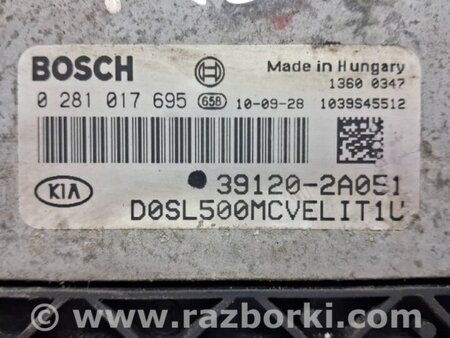 BOSCH
Made in Hungary
1360 0347
0 281 017 695 658 10-09-28 1039S45512
KIA
39120-2A051
D0SL500MCVELIT1U
www.razborki.com